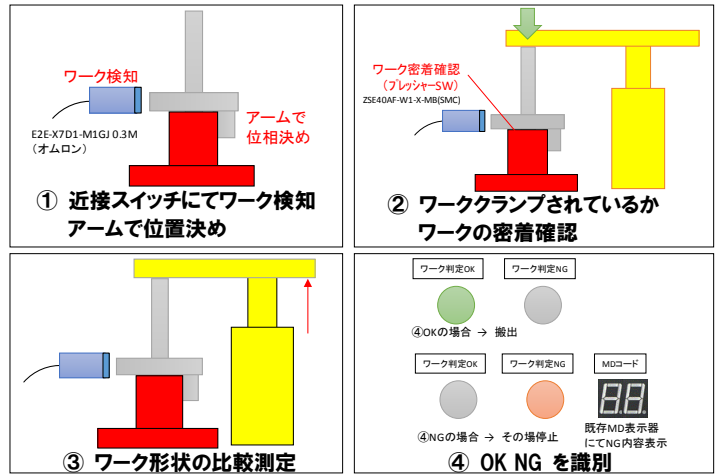 ワーク検知
E2E-X7D1-M1GJ 0.3M
（オムロン）
アームで
位相決め
① 近接スイッチにてワーク検知
アームで位置決め
ワーク密着確認
（プレッシャーSW）
ZSE40AF-W1-X-MB(SMC)
② ワーククランプされているか
ワークの密着確認
③ ワーク形状の比較測定
ワーク判定OK
ワーク判定NG
④OKの場合 → 搬出
ワーク判定OK
ワーク判定NG
MDコード
88
④NGの場合 → その場停止
既存MD表示器
にてNG内容表示
④ OK NG を識別